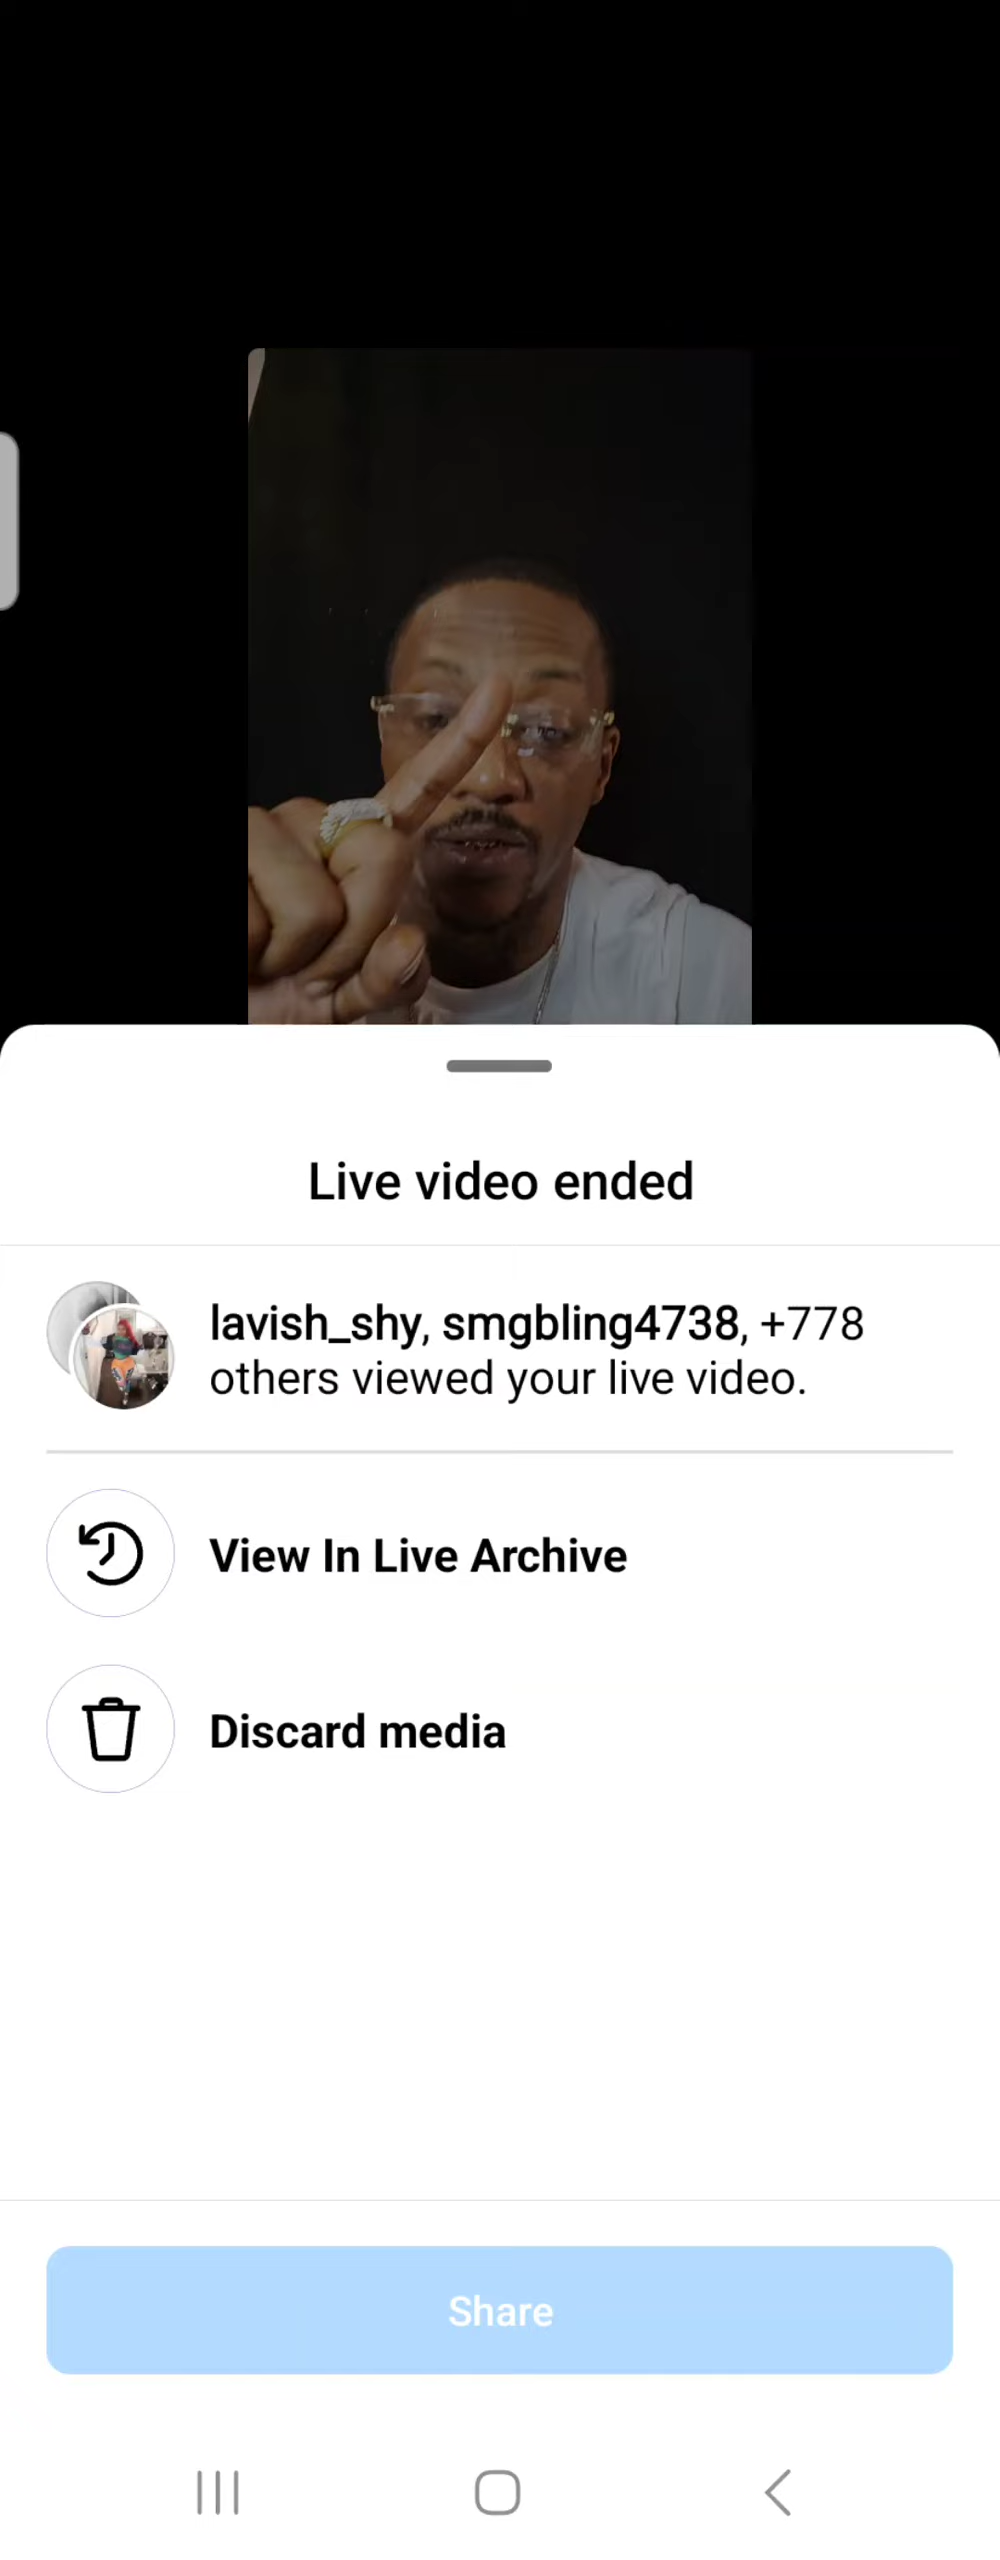 Live video ended
lavish_shy, smgbling4738, +778
others viewed your live video.
View In Live Archive
Discard media
Share